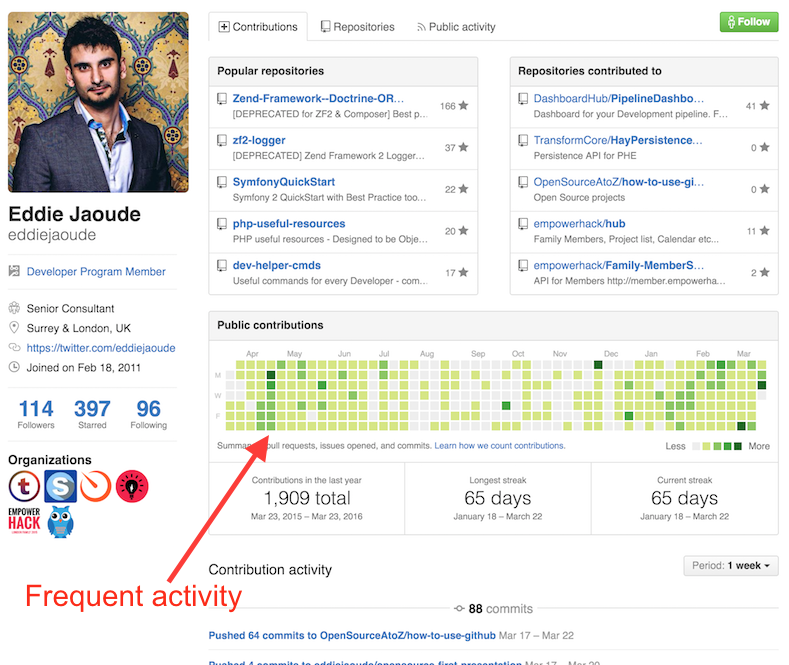 Contributions
Repositories
Public activity
Follow
Eddie Jaoude
eddiejaoude
Developer Program Member
Senior Consultant
Surrey & London, UK
https://twitter.com/eddiejaoude
Joined on Feb 18, 2011
114 397 96
Followers Starred Following
Organizations
t S
EMPOWER
HACK
Popular repositories
Zend-Framework--Doctrine-OR…
166
[DEPRECATED for ZF2 & Composer] Best p…
zf2-logger
37
[DEPRECATED] Zend Framework 2 Logger…
SymfonyQuickStart
22
Symfony 2 QuickStart with Best Practice too…
php-useful-resources
20
PHP useful resources - Designed to be Obje…
dev-helper-cmds
17
Useful commands for every Developer - com…
Repositories contributed to
DashboardHub/PipelineDashbo…
41
Dashboard for your Development pipeline. F…
TransformCore/HayPersistence…
0
Persistence API for PHE
OpenSourceAtoZ/how-to-use-gi…
0
Open Source projects
empowerhack/hub
11
Family Members, Project list, Calendar etc…
empowerhack/Family-MemberS…
2
API for Members http://member.empowerha…
Public contributions
Apr May Jun Jul Aug Sep Oct Nov Dec Jan Feb Mar
M
W
F
pull requests, issues opened, and commits. Learn how we count contributions.
Less More
Contributions in the last year
1,909 total
Mar 23, 2015 – Mar 23, 2016
Longest streak
65 days
January 18 – March 22
Current streak
65 days
January 18 – March 22
Frequent activity
Contribution activity
Period: 1 week
88 commits
Pushed 64 commits to OpenSourceAtoZ/how-to-use-github Mar 17 – Mar 22
Pushed 4 commits to eddiejaoude/opensource-first-presentation Mar 17 – Mar 20